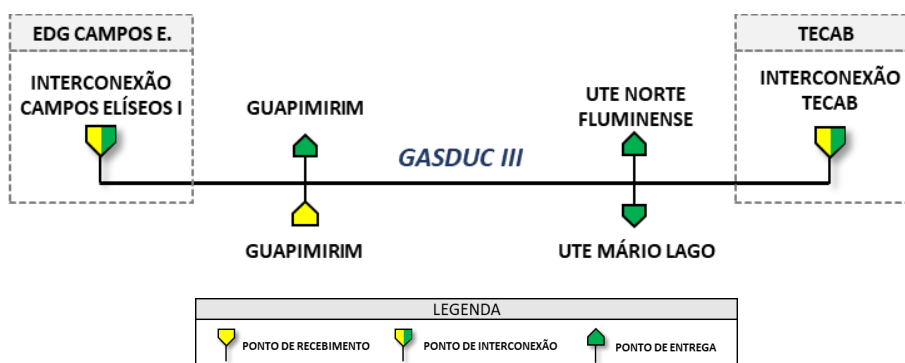 EDG CAMPOS E.
INTERCONEXÃO
CAMPOS ELÍSEOS I
GUAPIMIRIM
GASDUC III
UTE NORTE
FLUMINENSE
TECAB
INTERCONEXÃO
TECAB
GUAPIMIRIM
UTE MÁRIO LAGO
LEGENDA
PONTO DE RECEBIMENTO
PONTO DE INTERCONEXÃO
PONTO DE ENTREGA